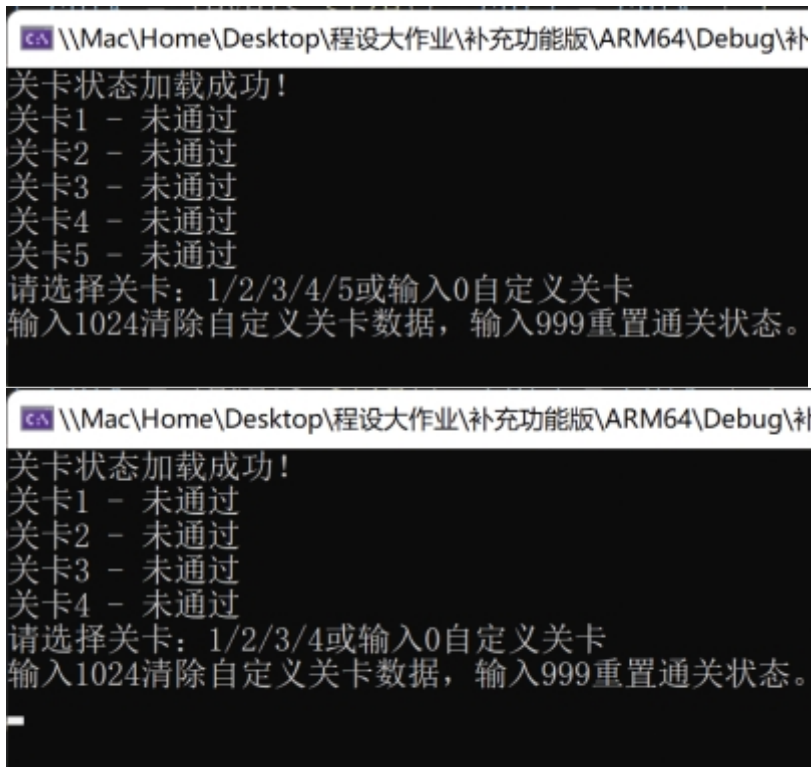 \\Mac\Home\Desktop\程设大作业\补充功能版\ARM64\Debug\补
关卡状态加载成功!
关卡1 - 未通过
关卡2 - 未通过
关卡3 - 未通过
关卡4 - 未通过
关卡5 - 未通过
请选择关卡：1/2/3/4/5或输入0自定义关卡
输入1024清除自定义关卡数据，输入999重置通关状态。
\\Mac\Home\Desktop\程设大作业\补充功能版\ARM64\Debug\补
关卡状态加载成功!
关卡1 - 未通过
关卡2 - 未通过
关卡3 - 未通过
关卡4 - 未通过
请选择关卡：1/2/3/4或输入0自定义关卡
输入1024清除自定义关卡数据，输入999重置通关状态。